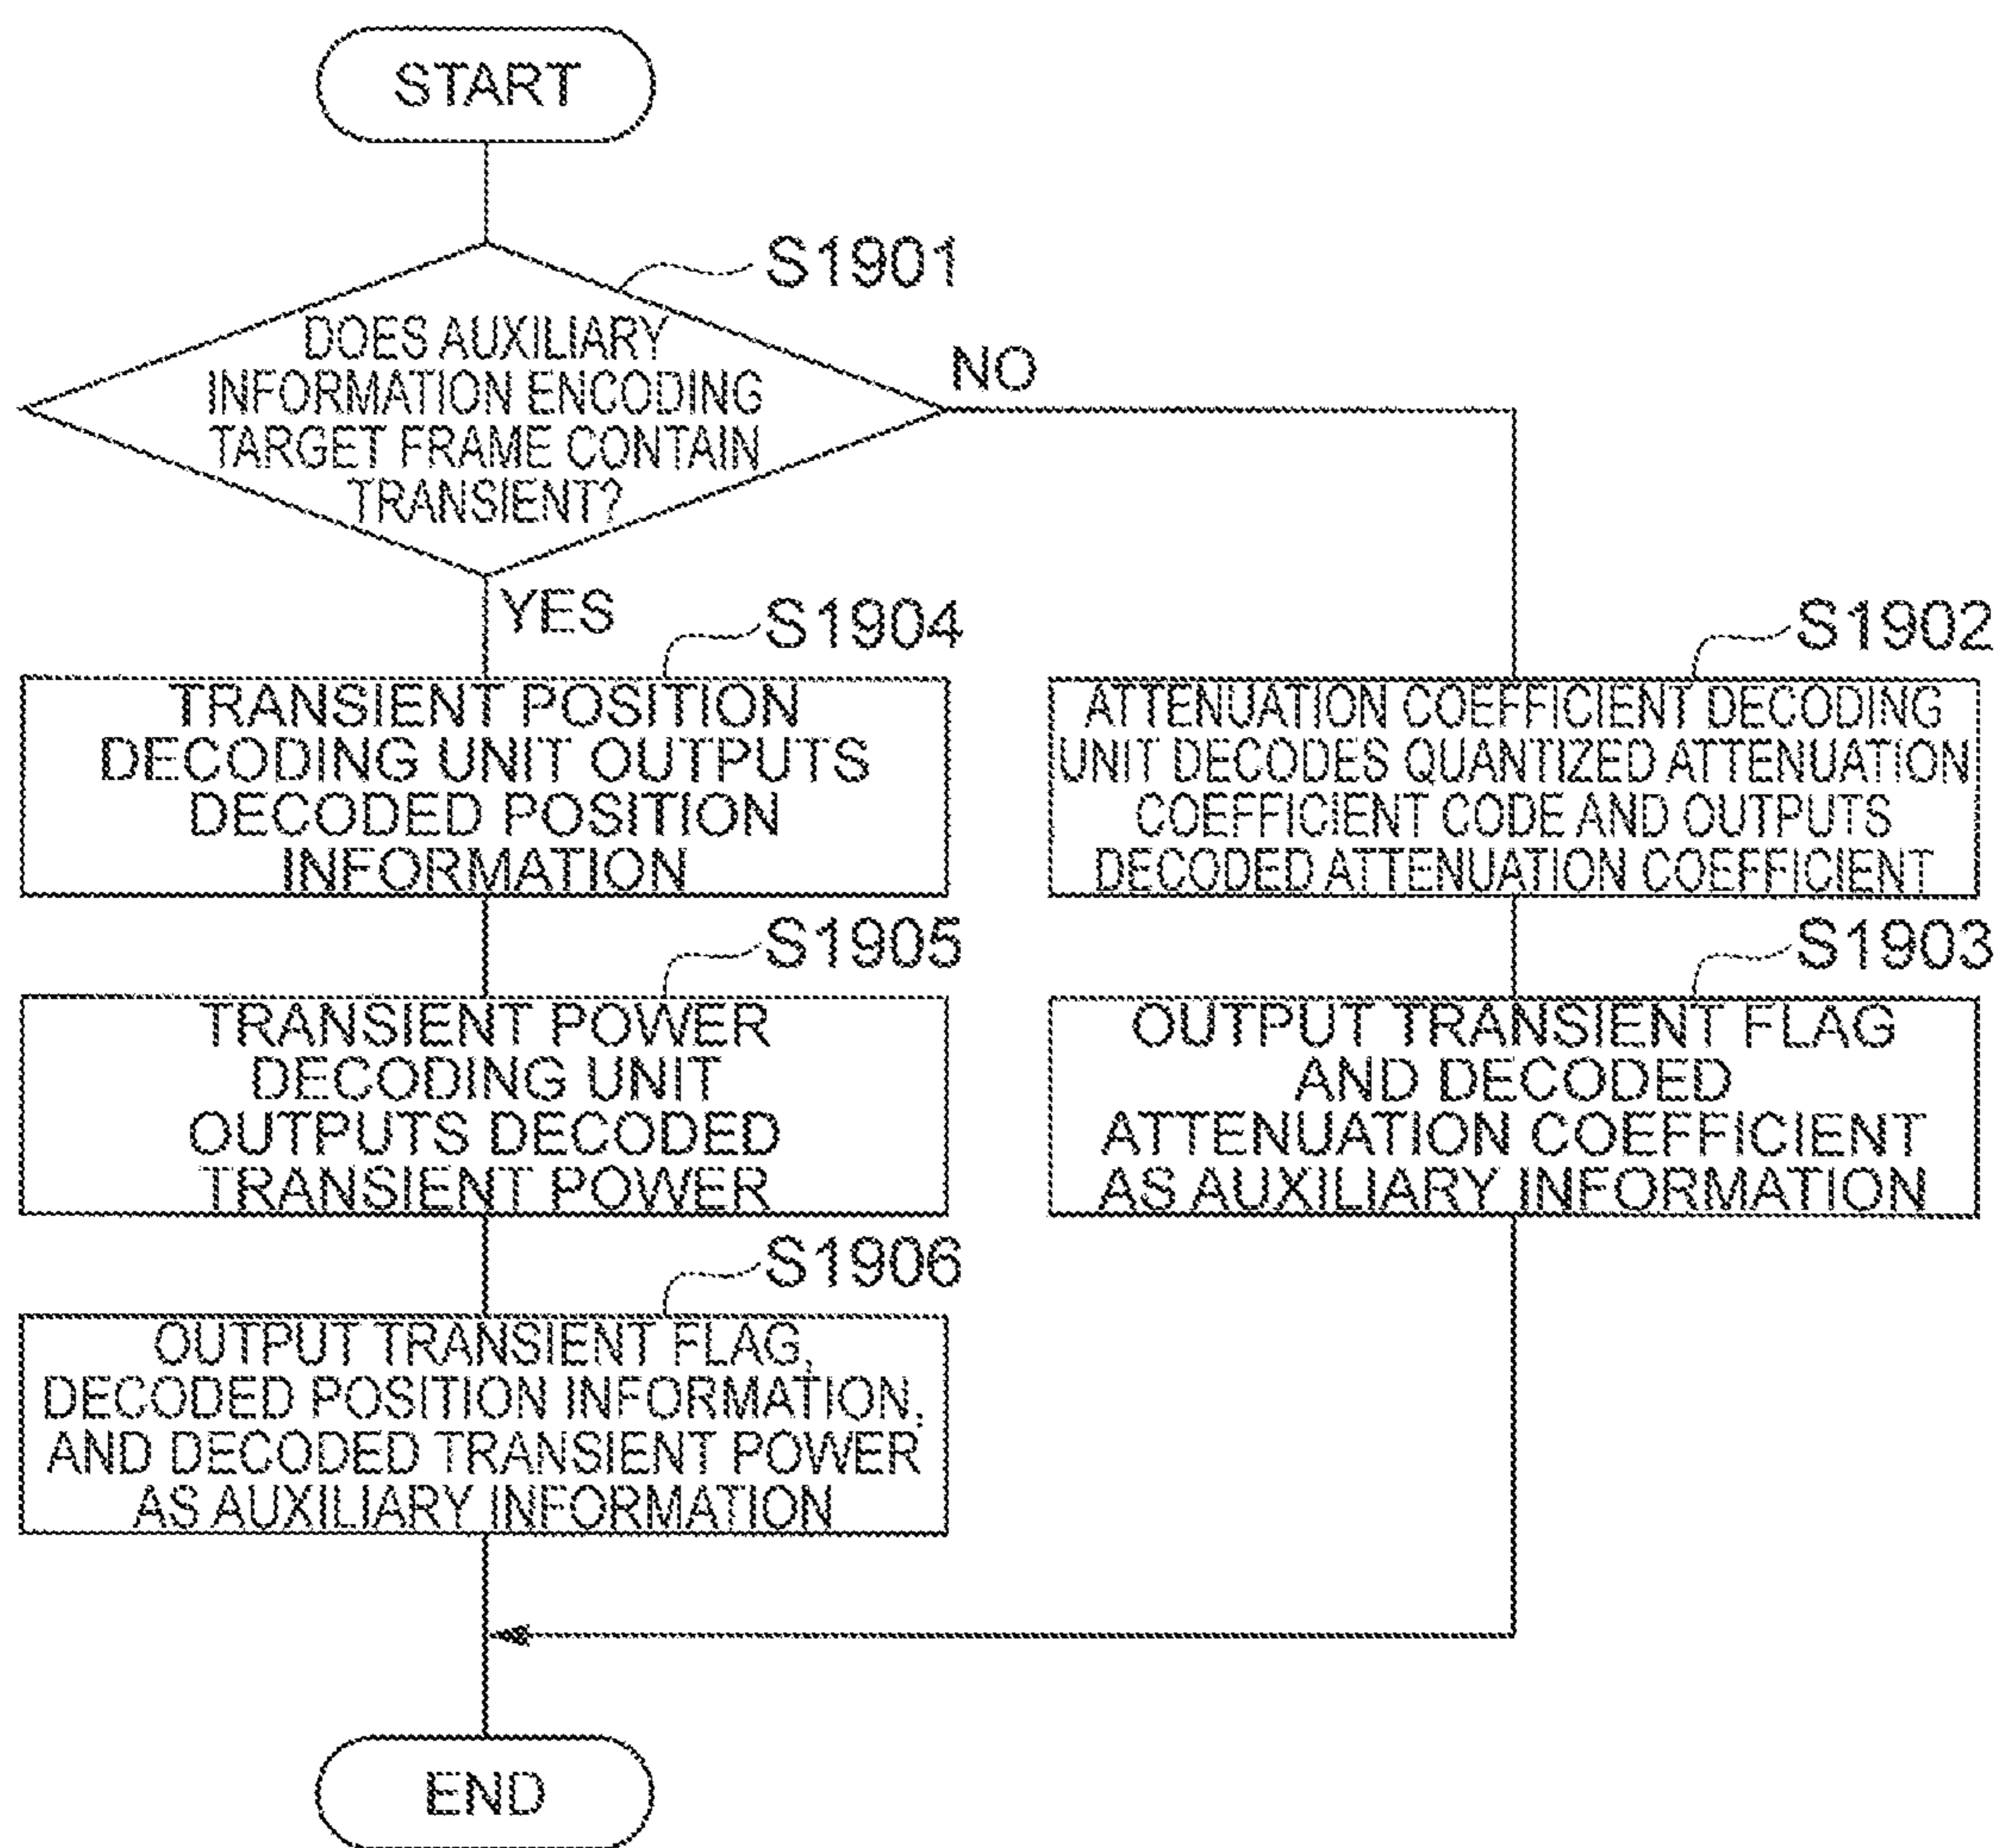 START
S1901
DOES AUXILIARY
INFORMATION ENCODING
TARGET FRAME CONTAIN
TRANSIENT?
NO
YES
S1904
TRANSIENT POSITION
DECODING UNIT OUTPUTS
DECODED POSITION
INFORMATION
S1902
ATTENUATION COEFFICIENT DECODING
UNIT DECODES QUANTIZED ATTENUATION
COEFFICIENT CODE AND OUTPUTS
DECODED ATTENUATION COEFFICIENT
S1905
TRANSIENT POWER
DECODING UNIT
OUTPUTS DECODED
TRANSIENT POWER
S1903
OUTPUT TRANSIENT FLAG
AND DECODED
ATTENUATION COEFFICIENT
AS AUXILIARY INFORMATION
S1906
OUTPUT TRANSIENT FLAG,
DECODED POSITION INFORMATION,
AND DECODED TRANSIENT POWER
AS AUXILIARY INFORMATION
END